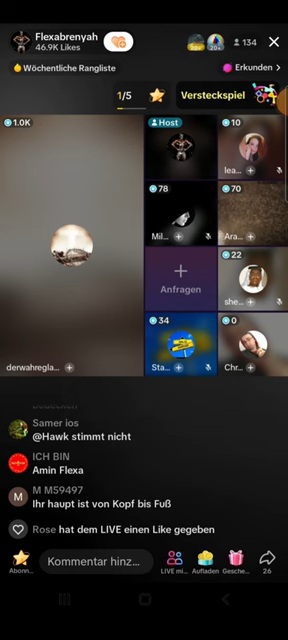 Flexabrenyah
46.9K Likes
134
20+
Wöchentliche Rangliste
Erkunden >
1/5
Versteckspiel
1.0K
Host
10
lea...
78
70
Mil...
Ara...
+
Anfragen
22
she...
34
0
derwahregla...
Sta...
Chr...
Samer ios
@Hawk stimmt nicht
ICH BIN
Amin Flexa
M
M M59497
Ihr haupt ist von Kopf bis Fuß
Rose hat dem LIVE einen Like gegeben
Kommentar hinz...
Abonn...
LIVE mi...
Aufladen
Gesche...
26